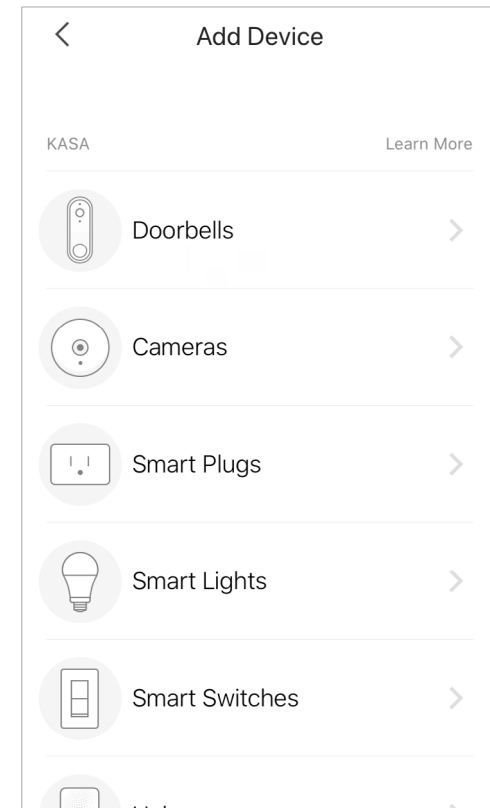 Add Device
KASA Learn More
Doorbells
Cameras
Smart Plugs
Smart Lights
Smart Switches